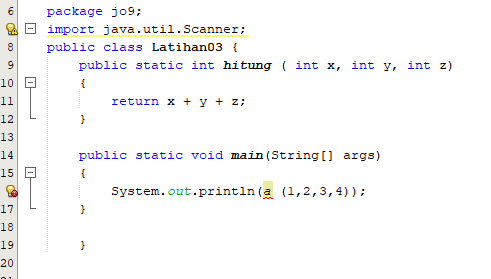 6 package jo9;
import java.util.Scanner;
8 public class Latihan03 {
9 public static int hitung ( int x, int y, int z)
10 {
11 return x + y + z;
12 }
13
14 public static void main(String[] args)
15 {
System.out.println(a (1,2,3,4));
17 }
18
19 }
20